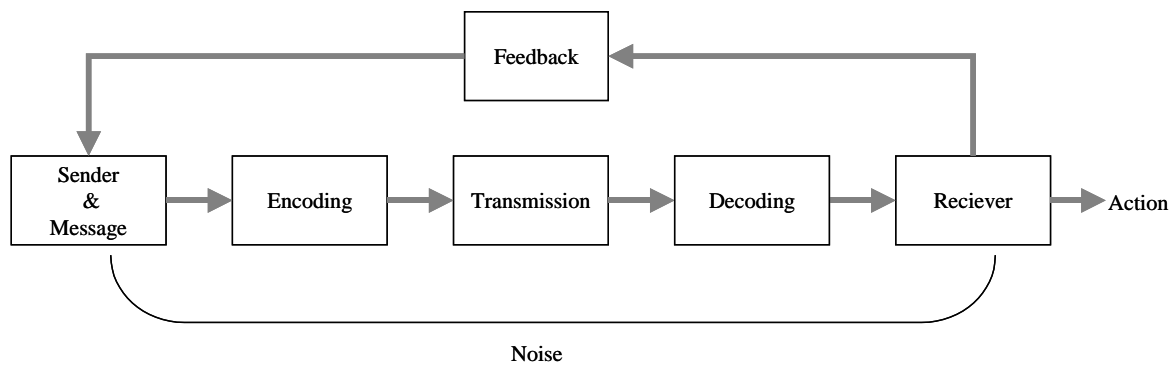 Feedback
Sender
&
Message
Encoding
Transmission
Decoding
Reciever
Action
Noise